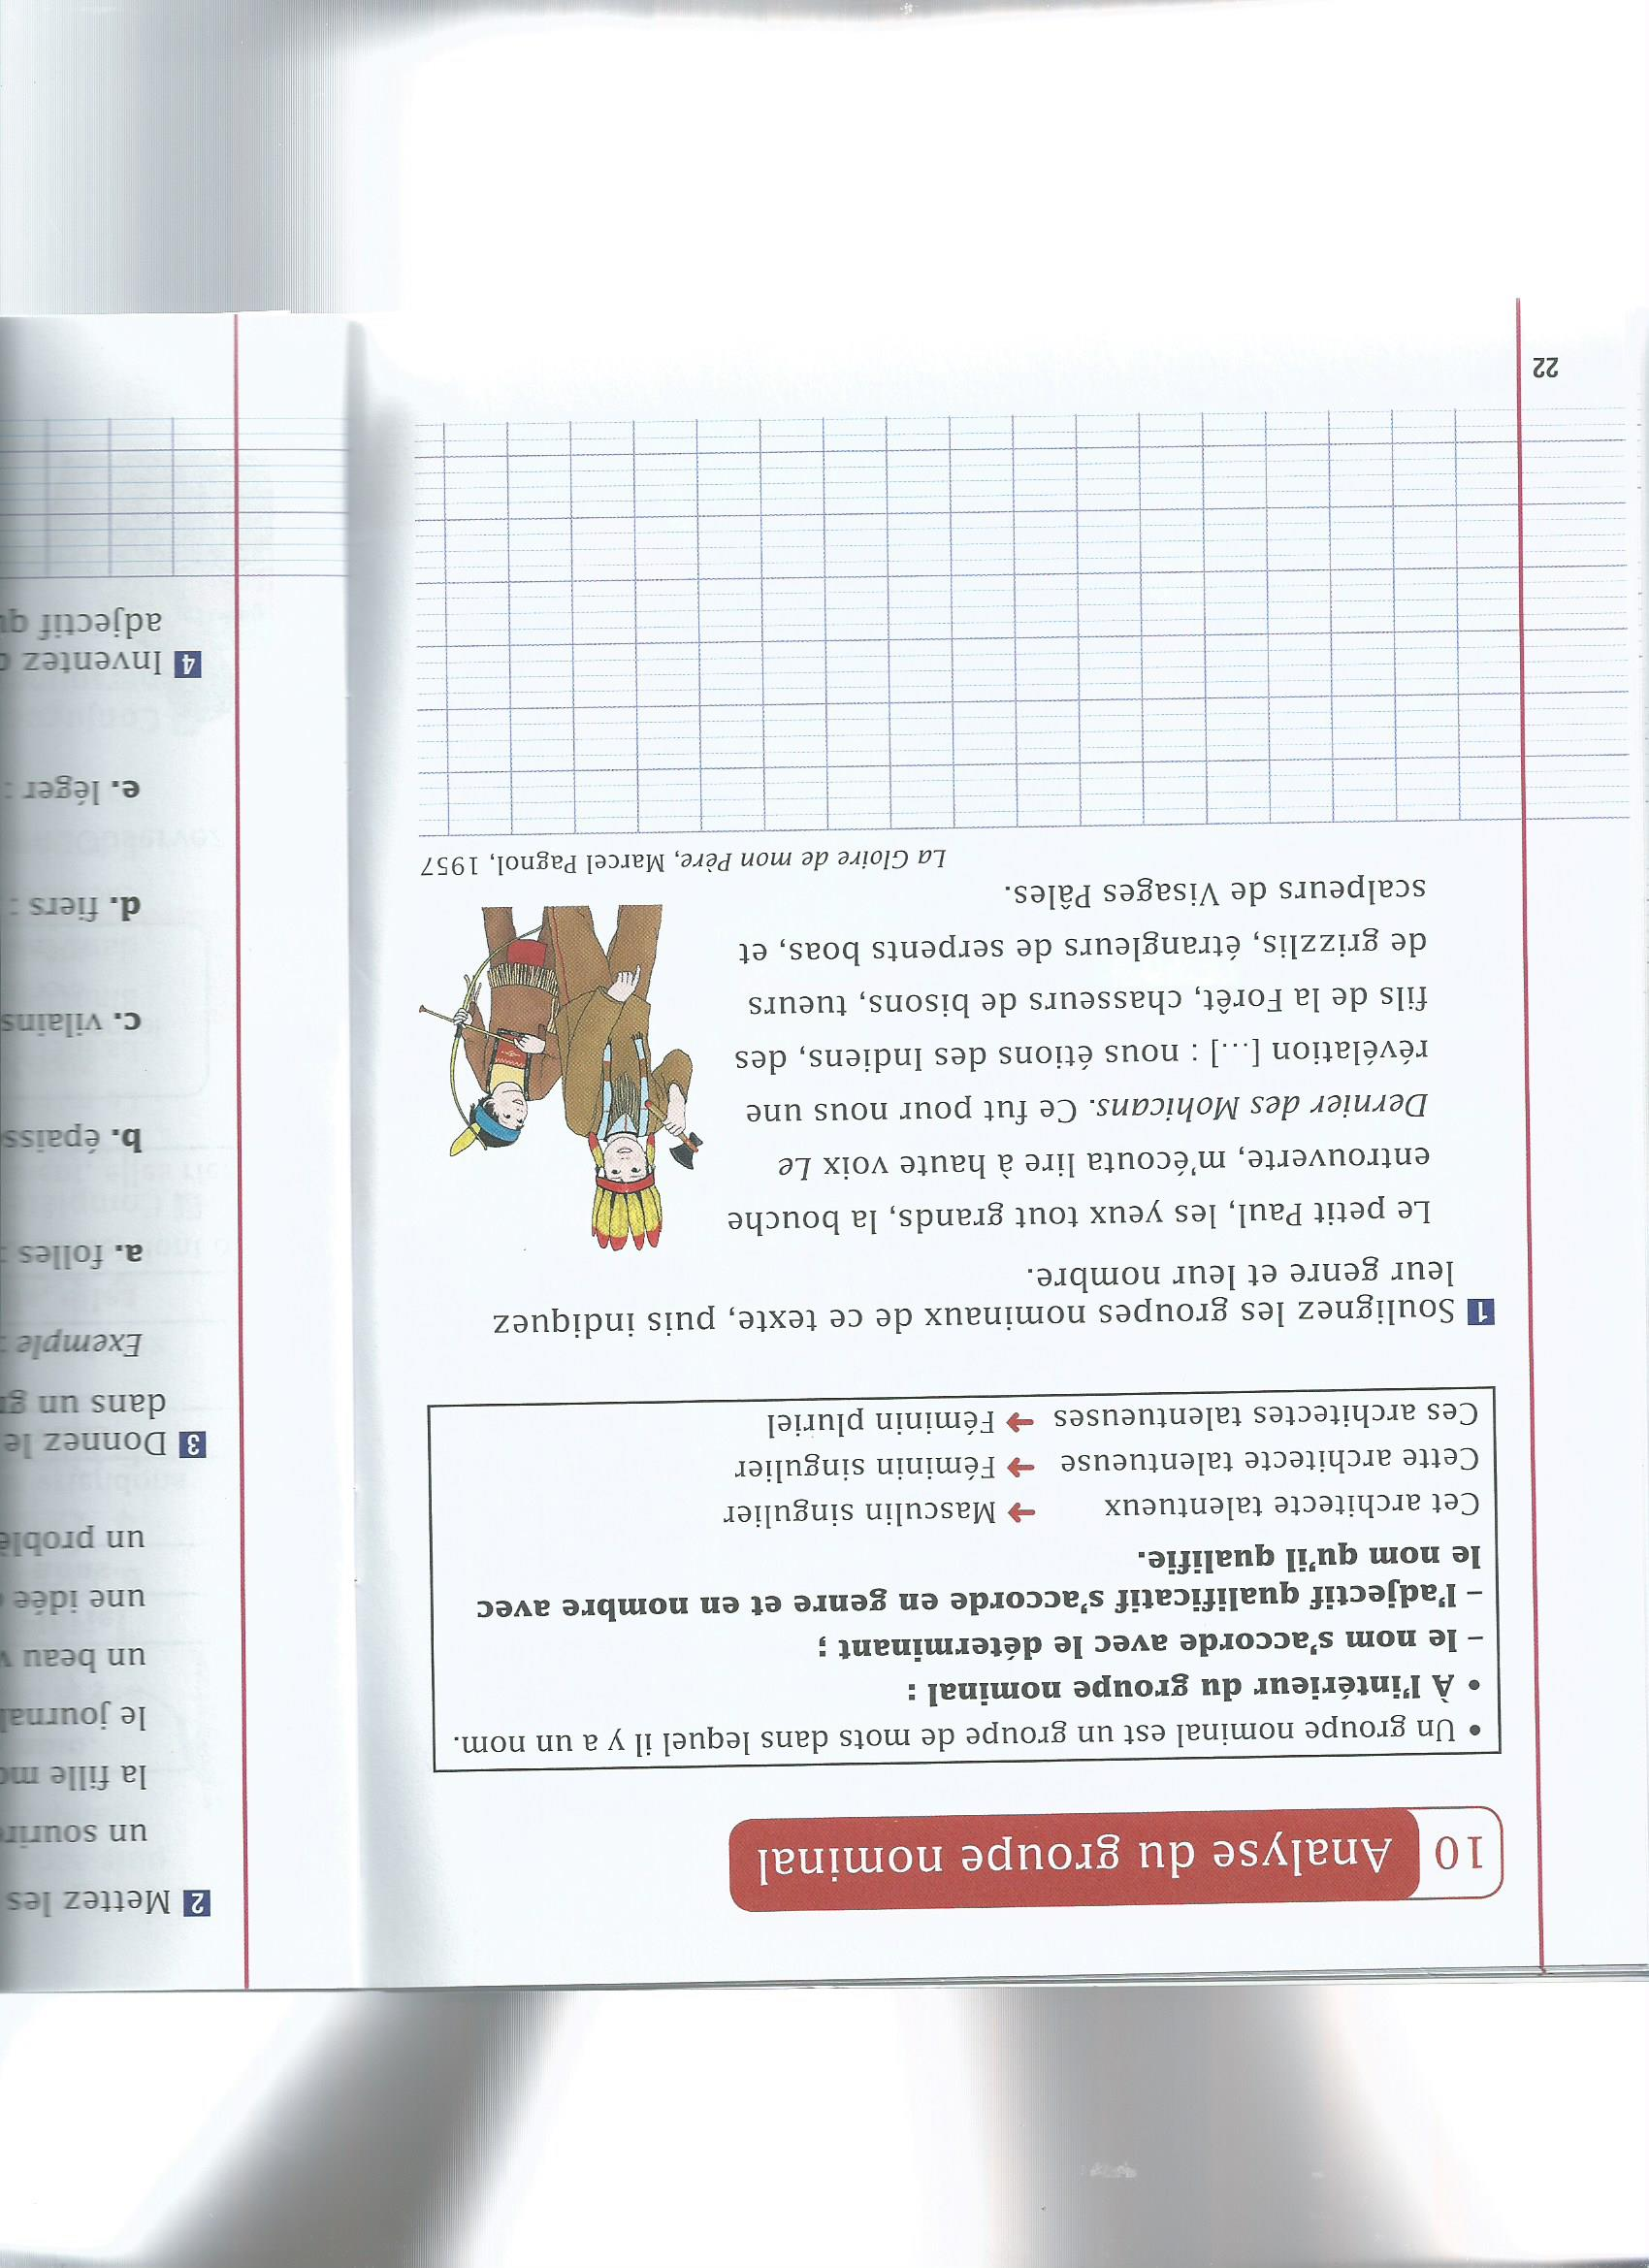 10 Analyse du groupe nominal
• Un groupe nominal est un groupe de mots dans lequel il y a un nom.
• À l'intérieur du groupe nominal :
– le nom s'accorde avec le déterminant ;
– l'adjectif qualificatif s'accorde en genre et en nombre avec
le nom qu'il qualifie.
Cet architecte talentueux → Masculin singulier
Cette architecte talentueuse → Féminin singulier
Ces architectes talentueuses → Féminin pluriel
1 Soulignez les groupes nominaux de ce texte, puis indiquez
leur genre et leur nombre.
Le petit Paul, les yeux tout grands, la bouche
entrouverte, m'écouta lire à haute voix Le
Dernier des Mohicans. Ce fut pour nous une
révélation [...] : nous étions des Indiens, des
fils de la Forêt, chasseurs de bisons, tueurs
de grizzlis, étrangleurs de serpents boas, et
scalpeurs de Visages Pâles.
La Gloire de mon Père, Marcel Pagnol, 1957
22
2 Mettez les
un sourire
la fille
le journal
un beau
une idée
un
3 Donnez le
dans un
Exemple :
a. folles :
b.
c. vilains
d. fiers :
e. léger :
4 Inventez
adjectif